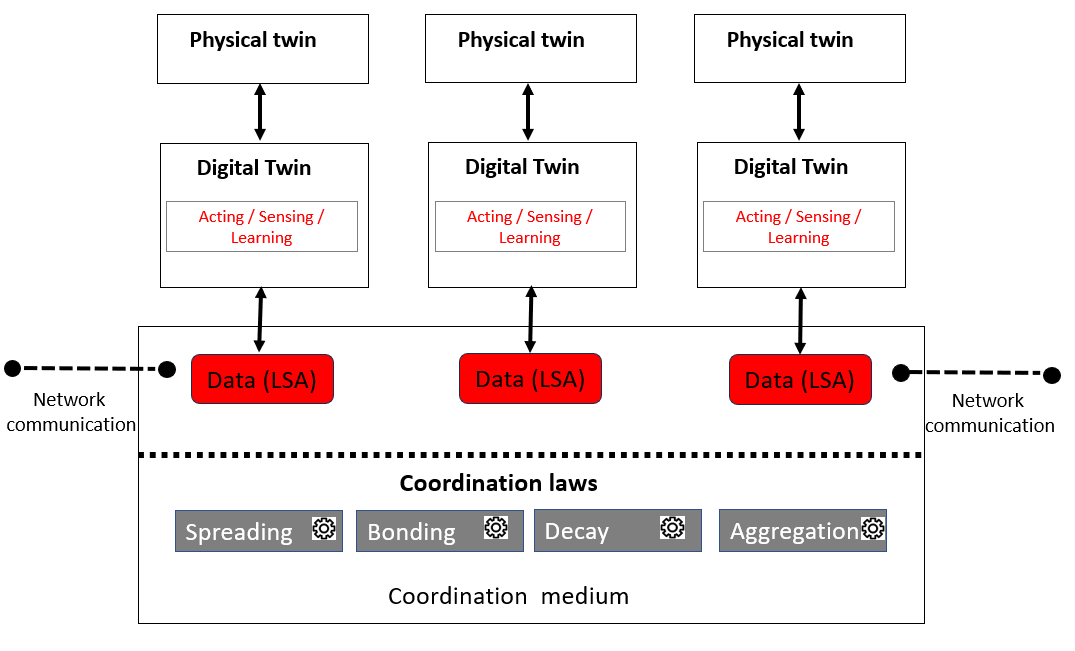 Physical twin
Physical twin
Physical twin
Digital Twin
Digital Twin
Digital Twin
Acting / Sensing /
Learning
Acting / Sensing /
Learning
Acting / Sensing /
Learning
Data (LSA)
Data (LSA)
Data (LSA)
Network
communication
Network
communication
Coordination laws
Spreading
Bonding
Decay
Aggregation
Coordination medium